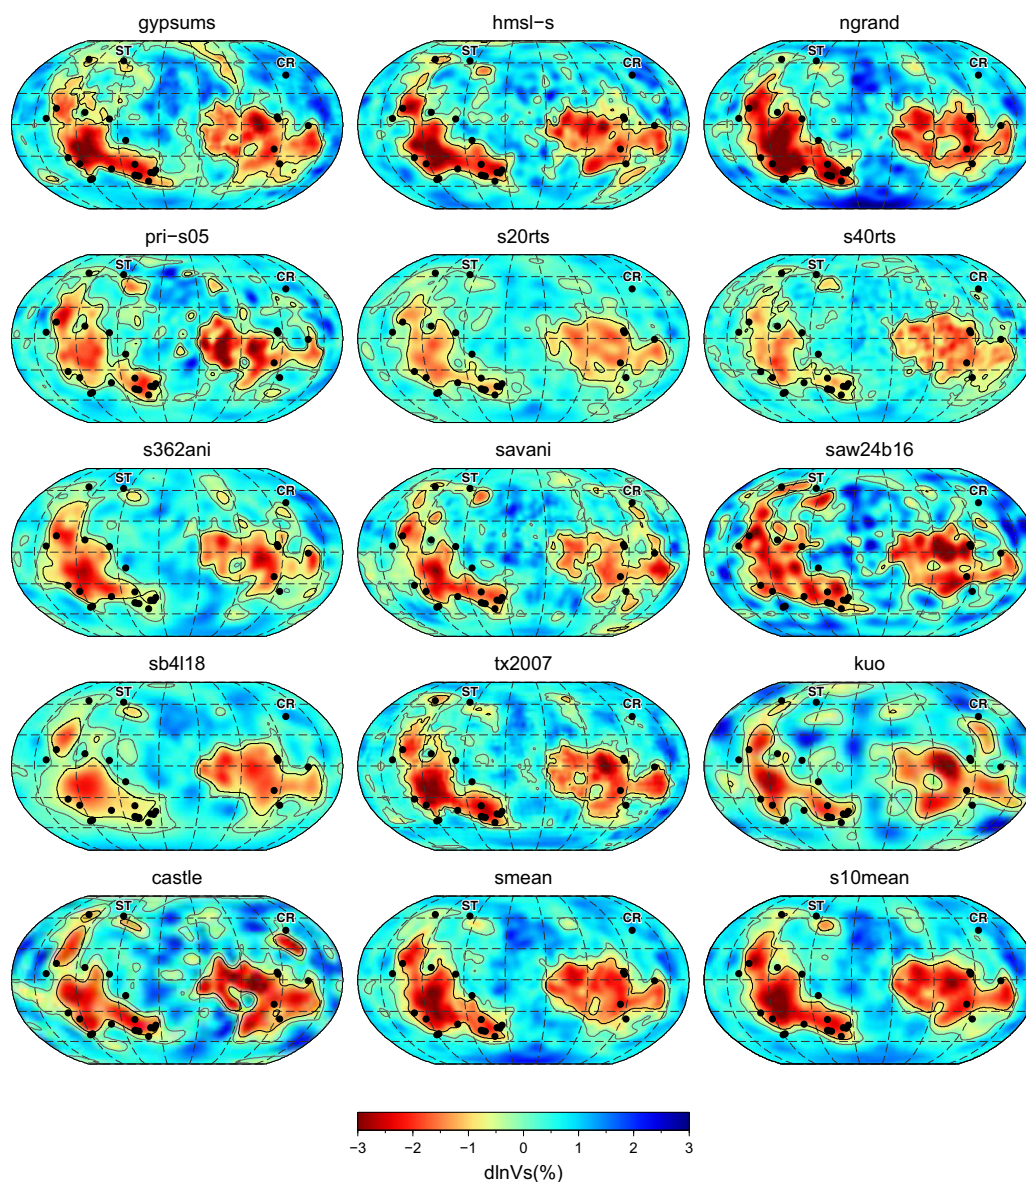 gypsums hmsl-s ngrand
ST CR ST CR ST CR
pri-s05 s20rts s40rts
ST CR ST CR ST CR
s362ani savani saw24b16
ST CR ST CR ST CR
sb4l18 tx2007 kuo
ST CR ST CR ST CR
castle smean s10mean
ST CR ST CR ST CR
−3 −2 −1 0 1 2 3
dlnVs(%)